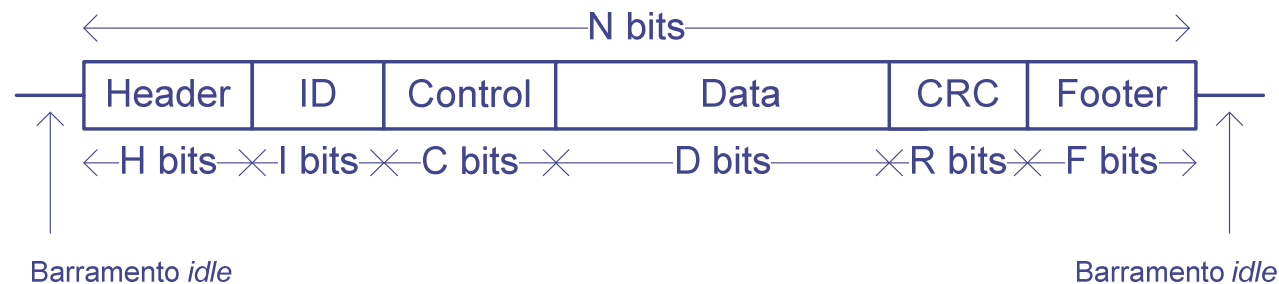 N bits
Header ID Control Data CRC Footer
H bits I bits C bits D bits R bits F bits
Barramento idle Barramento idle